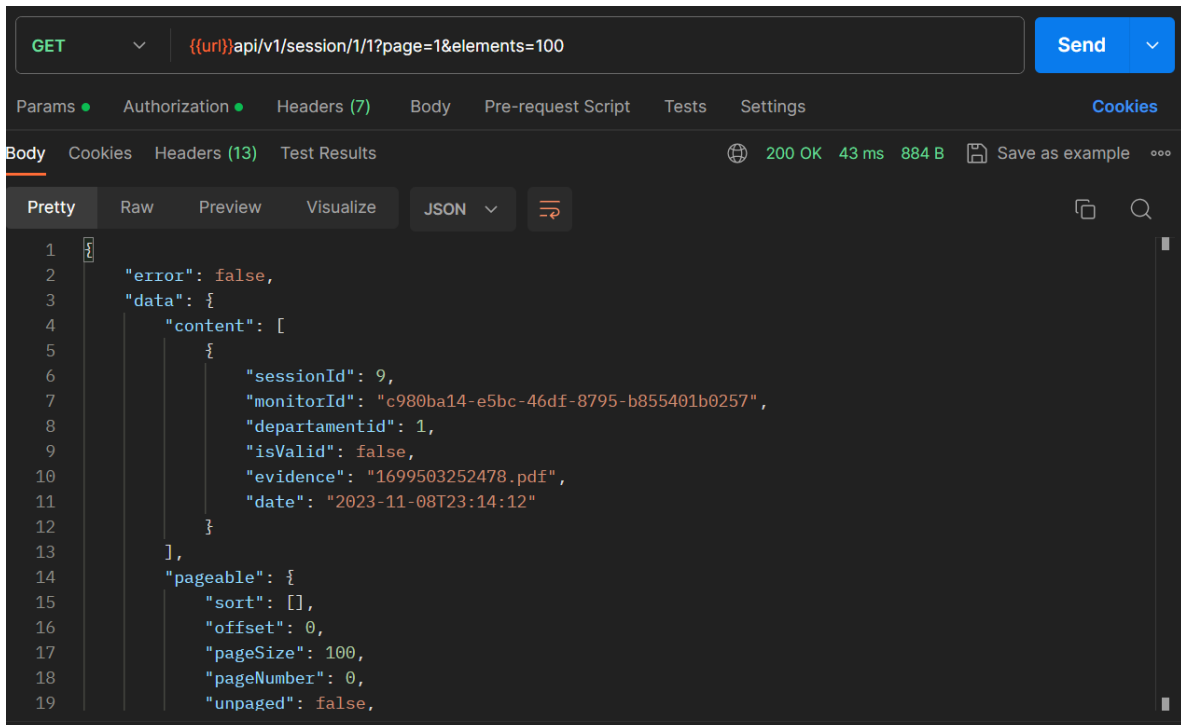 GET {{url}}api/v1/session/1/1?page=1&elements=100 Send
Params Authorization Headers (7) Body Pre-request Script Tests Settings Cookies
Body Cookies Headers (13) Test Results 200 OK 43 ms 884 B Save as example
Pretty Raw Preview Visualize JSON
1 {
2 "error": false,
3 "data": {
4 "content": [
5 {
6 "sessionId": 9,
7 "monitorId": "c980ba14-e5bc-46df-8795-b855401b0257",
8 "departamentid": 1,
9 "isValid": false,
10 "evidence": "1699503252478.pdf",
11 "date": "2023-11-08T23:14:12"
12 }
13 ],
14 "pageable": {
15 "sort": [],
16 "offset": 0,
17 "pageSize": 100,
18 "pageNumber": 0,
19 "unpaged": false,